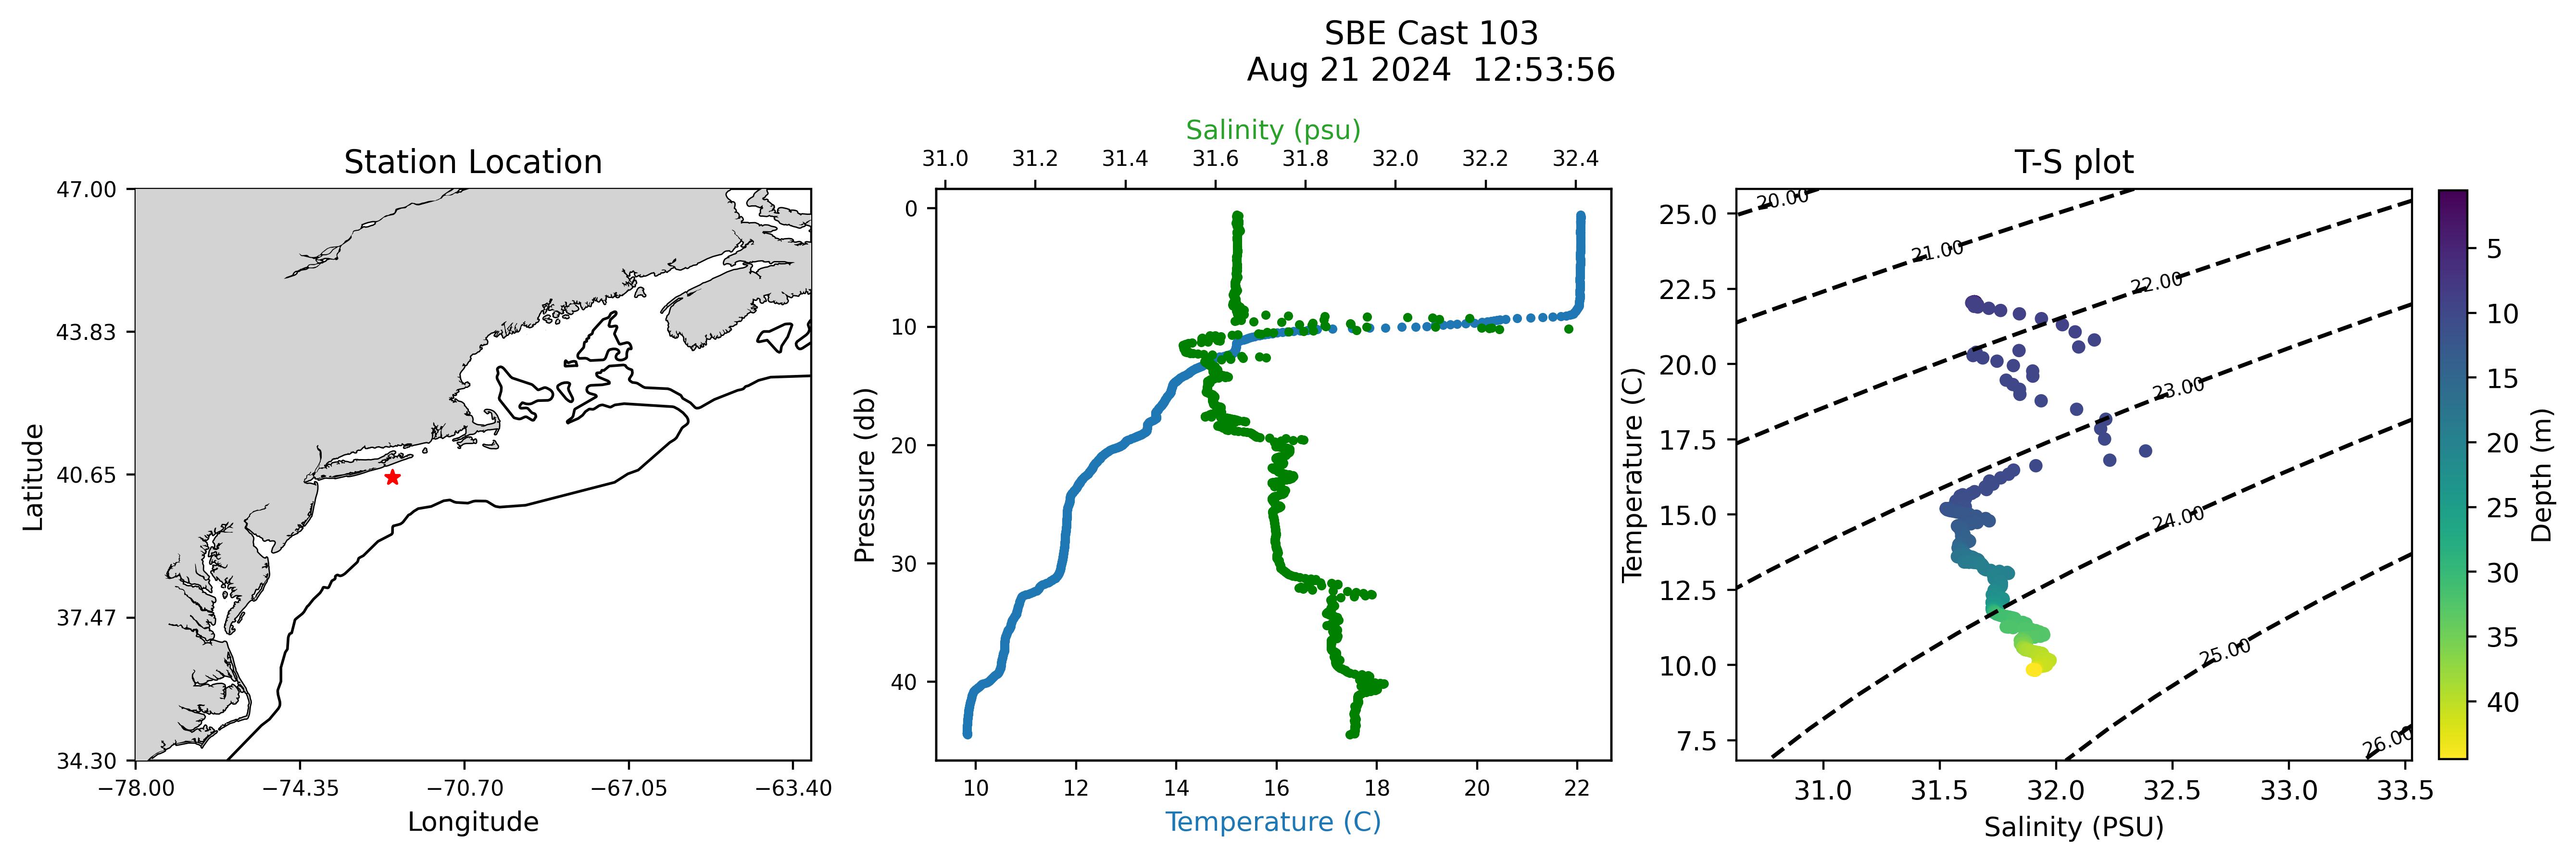 SBE Cast 103
Aug 21 2024  12:53:56
Station Location
47.00
43.83
40.65
37.47
34.30
Latitude
−78.00 −74.35 −70.70 −67.05 −63.40
Longitude
Salinity (psu)
31.0 31.2 31.4 31.6 31.8 32.0 32.2 32.4
0
10
20
30
40
Pressure (db)
10 12 14 16 18 20 22
Temperature (C)
T-S plot
25.0
22.5
20.0
17.5
15.0
12.5
10.0
7.5
Temperature (C)
20.00
21.00
22.00
23.00
24.00
25.00
26.00
31.0 31.5 32.0 32.5 33.0 33.5
Salinity (PSU)
5
10
15
20
25
30
35
40
Depth (m)